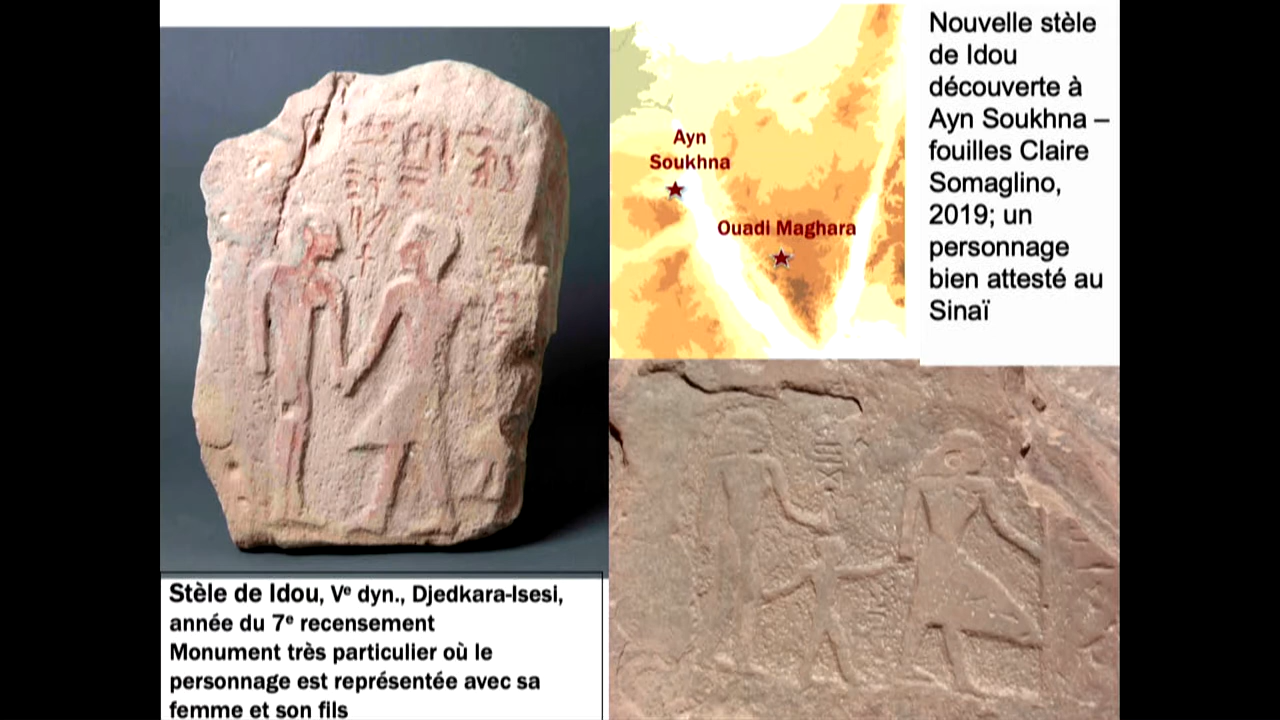 Nouvelle stèle
de Idou
découverte à
Ayn Soukhna –
fouilles Claire
Somaglino,
2019; un
personnage
bien attesté au
Sinaï
Ayn
Soukhna
Ouadi Maghara
Stèle de Idou, Vᵉ dyn., Djedkara-Isesi,
année du 7ᵉ recensement
Monument très particulier où le
personnage est représentée avec sa
femme et son fils